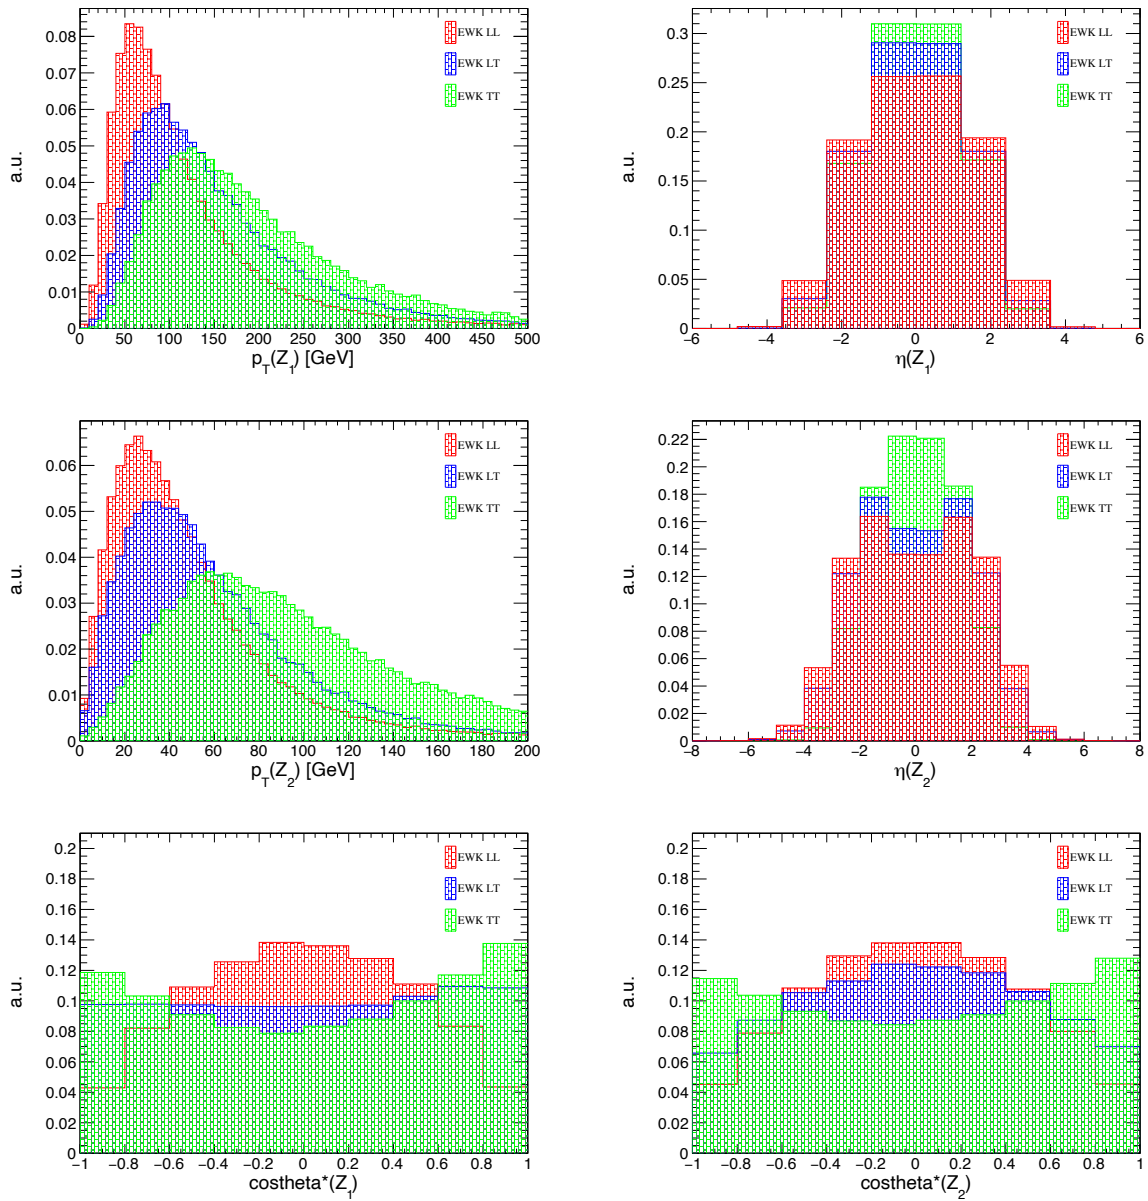 0.08
0.07
0.06
0.05
0.04
0.03
0.02
0.01
0
a.u.
EWK LL
EWK LT
EWK TT
0 50 100 150 200 250 300 350 400 450 500
p_T(Z_1) [GeV]
0.3
0.25
0.2
0.15
0.1
0.05
0
a.u.
EWK LL
EWK LT
EWK TT
−6 −4 −2 0 2 4 6
η(Z_1)
0.06
0.05
0.04
0.03
0.02
0.01
0
a.u.
EWK LL
EWK LT
EWK TT
0 20 40 60 80 100 120 140 160 180 200
p_T(Z_2) [GeV]
0.22
0.2
0.18
0.16
0.14
0.12
0.1
0.08
0.06
0.04
0.02
0
a.u.
EWK LL
EWK LT
EWK TT
−8 −6 −4 −2 0 2 4 6 8
η(Z_2)
0.2
0.18
0.16
0.14
0.12
0.1
0.08
0.06
0.04
0.02
0
a.u.
EWK LL
EWK LT
EWK TT
−1 −0.8 −0.6 −0.4 −0.2 0 0.2 0.4 0.6 0.8 1
costheta*(Z_1)
0.2
0.18
0.16
0.14
0.12
0.1
0.08
0.06
0.04
0.02
0
a.u.
EWK LL
EWK LT
EWK TT
−1 −0.8 −0.6 −0.4 −0.2 0 0.2 0.4 0.6 0.8 1
costheta*(Z_2)